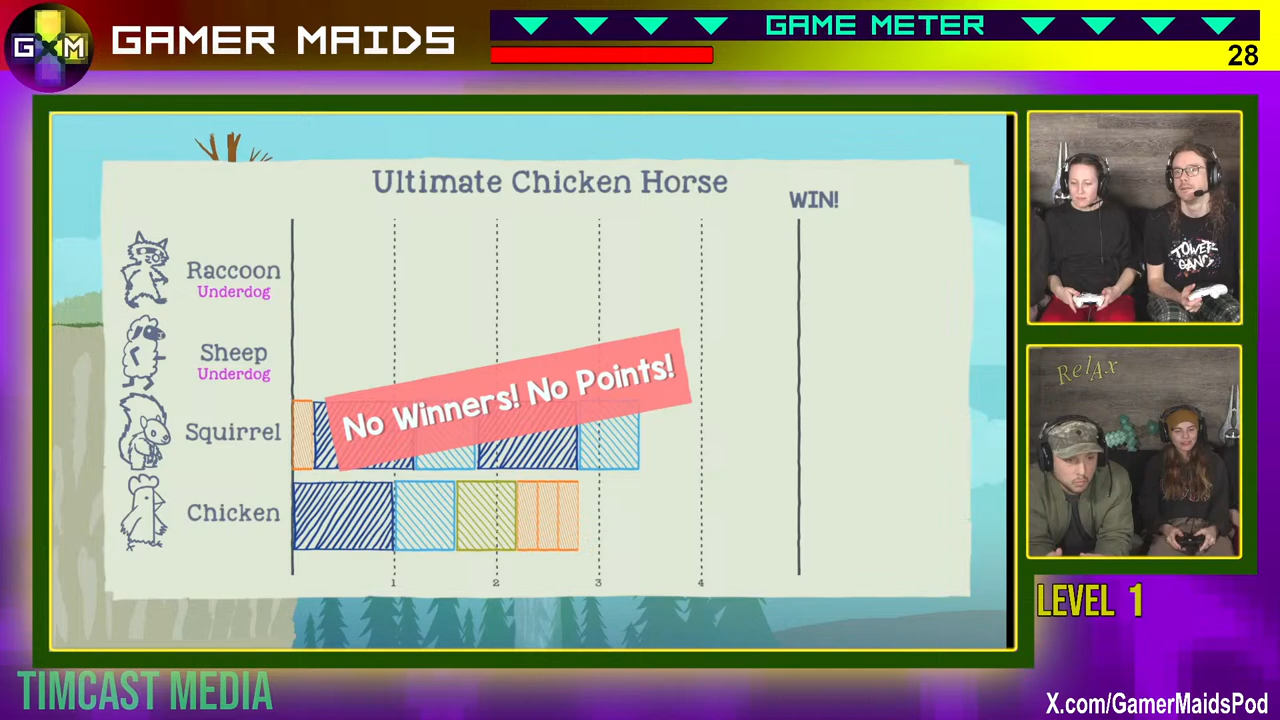 GXM
GAMER MAIDS
GAME METER
28
Ultimate Chicken Horse
WIN!
Raccoon
Underdog
Sheep
Underdog
No Winners! No Points!
Squirrel
Chicken
1 2 3 4
TOWER
GANG
RelAx
LEVEL 1
TIMCAST MEDIA
X.com/GamerMaidsPod